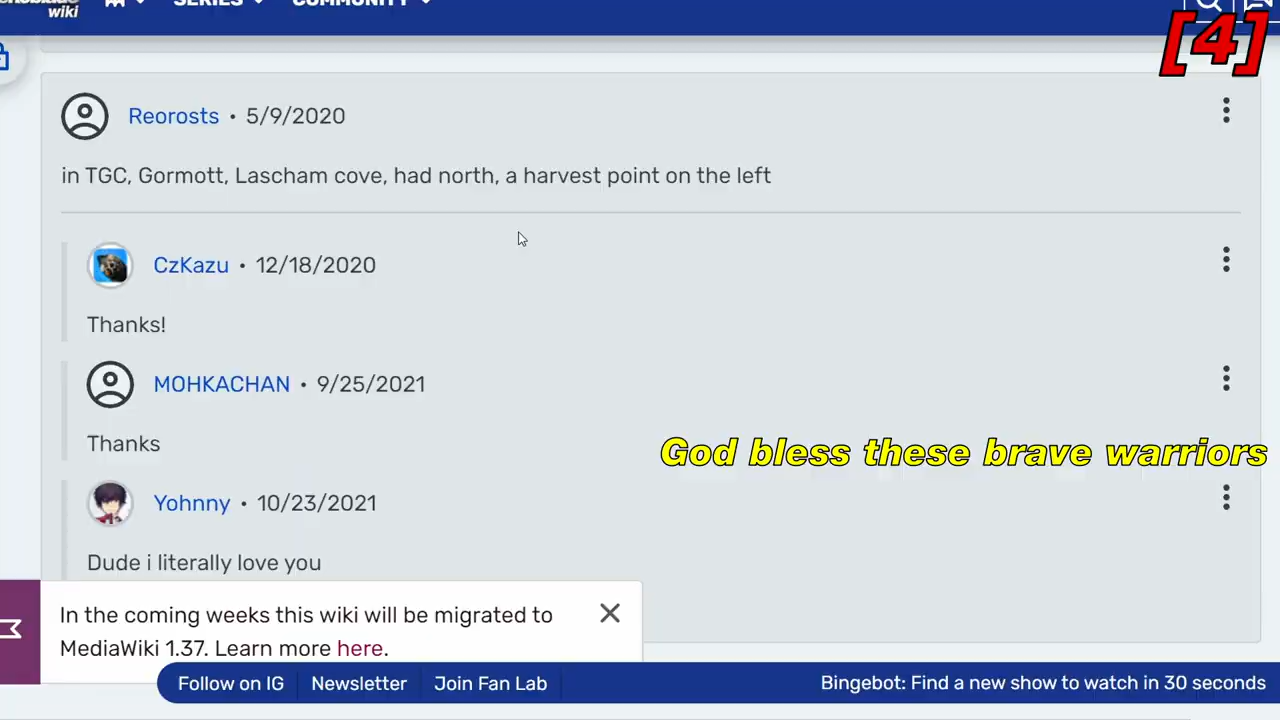 wiki
SERIES
COMMUNITY
[4]
Reorosts • 5/9/2020
in TGC, Gormott, Lascham cove, had north, a harvest point on the left
CzKazu • 12/18/2020
Thanks!
MOHKACHAN • 9/25/2021
Thanks
God bless these brave warriors
Yohnny • 10/23/2021
Dude i literally love you
In the coming weeks this wiki will be migrated to
MediaWiki 1.37. Learn more here.
Follow on IG
Newsletter
Join Fan Lab
Bingebot: Find a new show to watch in 30 seconds